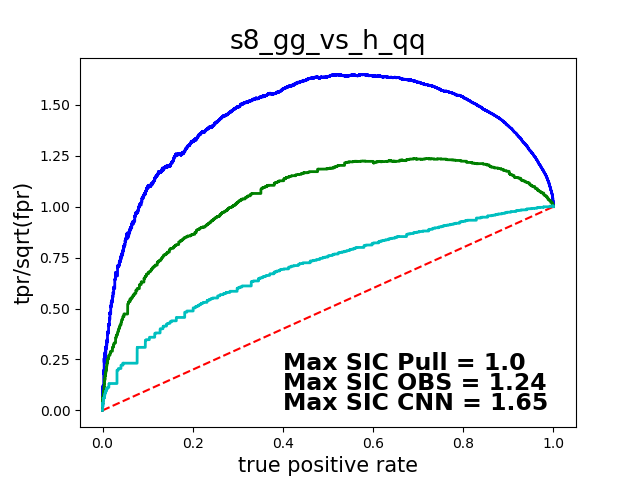 s8_gg_vs_h_qq
tpr/sqrt(fpr)
1.50
1.25
1.00
0.75
0.50
0.25
0.00
Max SIC Pull = 1.0
Max SIC OBS = 1.24
Max SIC CNN = 1.65
0.0 0.2 0.4 0.6 0.8 1.0
true positive rate